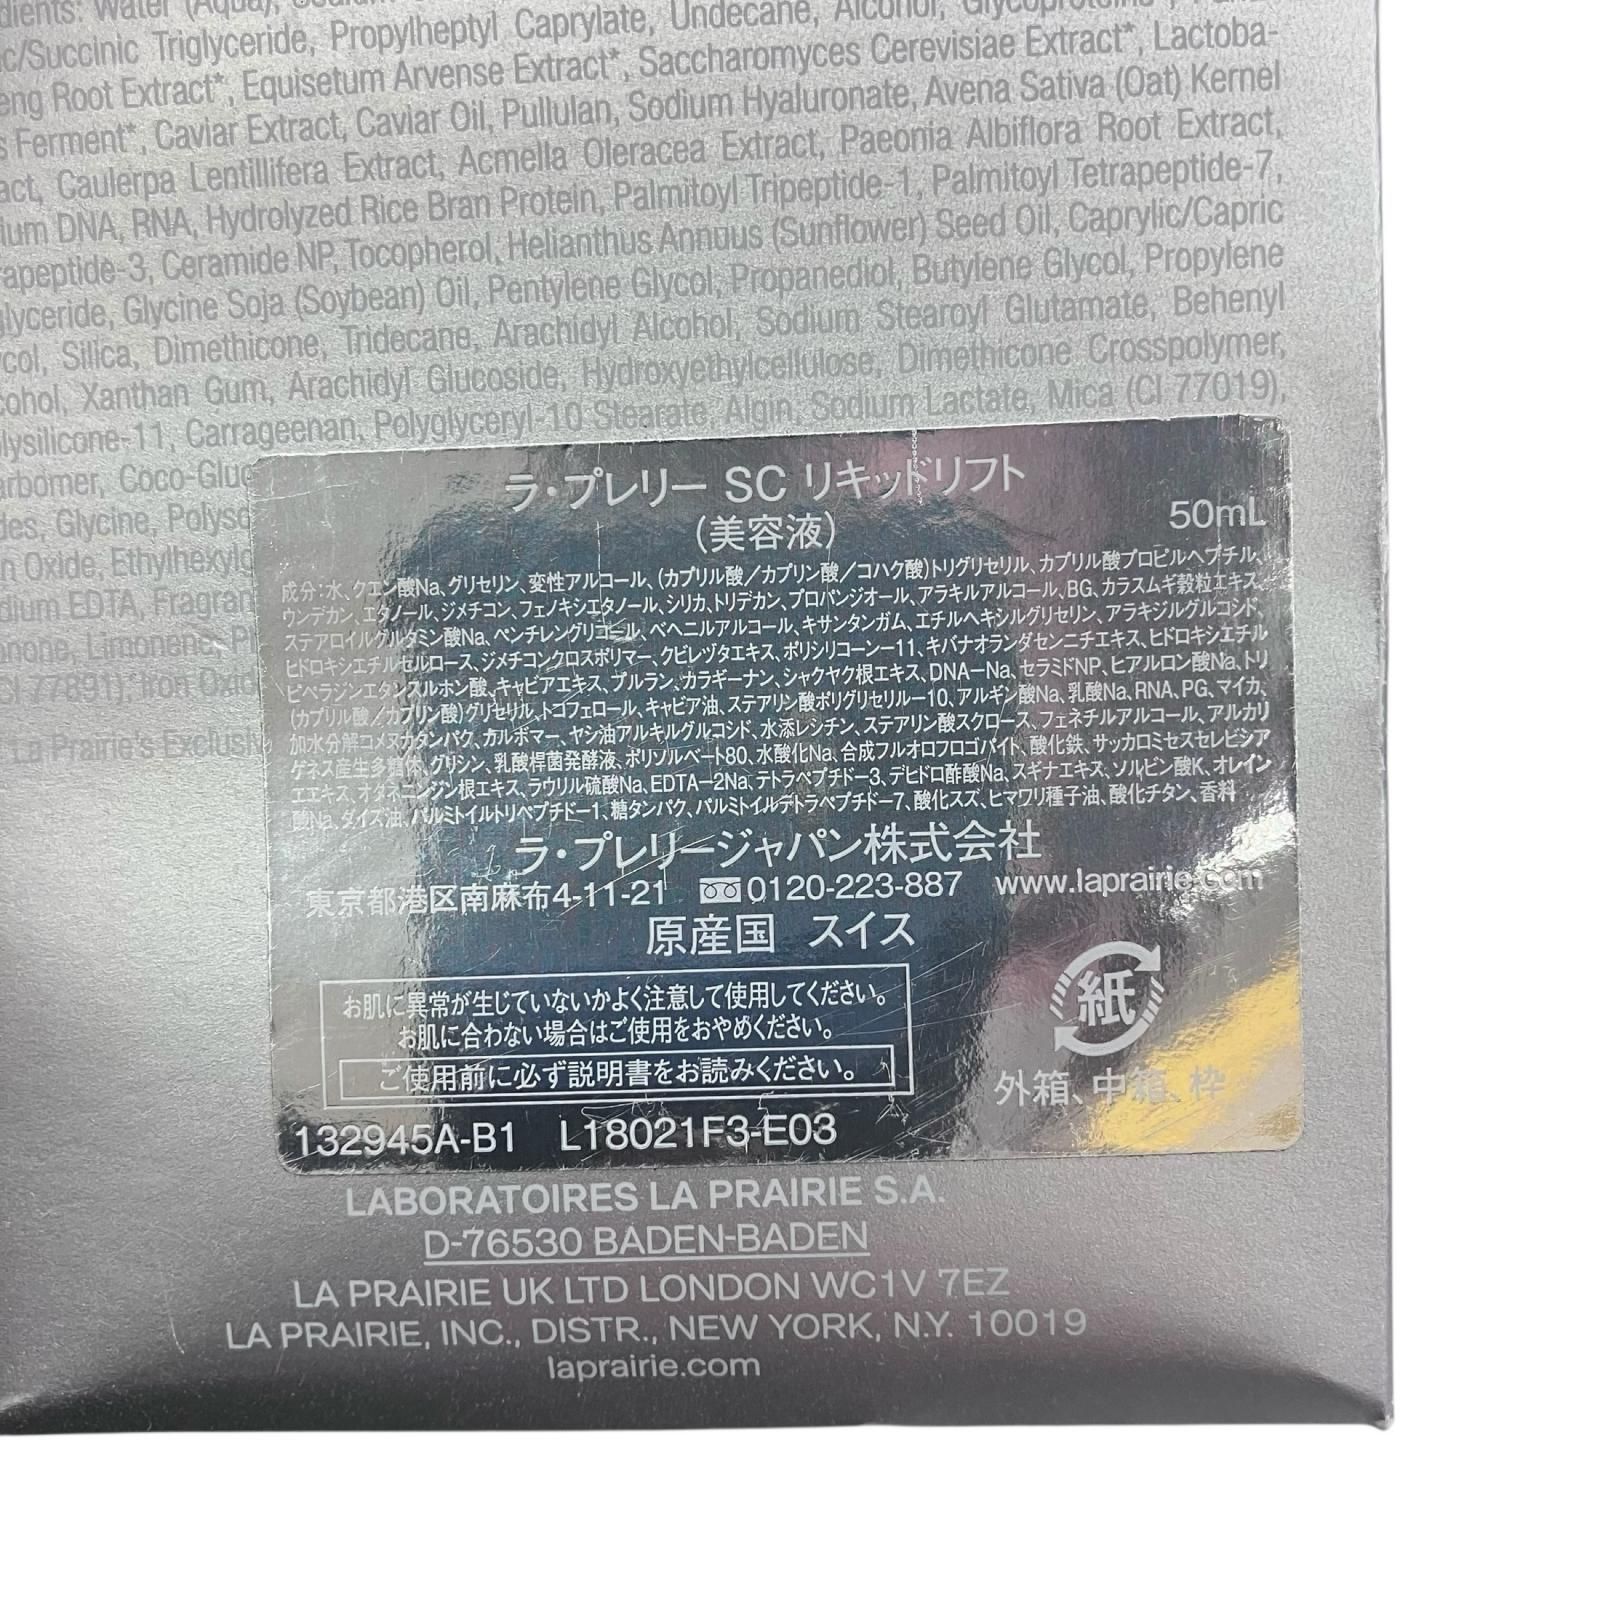 dients: Water (Aqua), Alcohol, Glycoproteins*,
ic/Succinic Triglyceride, Propylheptyl Caprylate, Undecane,
eng Root Extract*, Equisetum Arvense Extract*, Saccharomyces Cerevisiae Extract*, Lactoba-
s Ferment*, Caviar Extract, Caviar Oil, Pullulan, Sodium Hyaluronate, Avena Sativa (Oat) Kernel
act, Caulerpa Lentillifera Extract, Acmella Oleracea Extract, Paeonia Albiflora Root Extract,
ium DNA, RNA, Hydrolyzed Rice Bran Protein, Palmitoyl Tripeptide-1, Palmitoyl Tetrapeptide-7,
rapeptide-3, Ceramide NP, Tocopherol, Helianthus Annuus (Sunflower) Seed Oil, Caprylic/Capric
glyceride, Glycine Soja (Soybean) Oil, Pentylene Glycol, Propanediol, Butylene Glycol, Propylene
ycol, Silica, Dimethicone, Tridecane, Arachidyl Alcohol, Sodium Stearoyl Glutamate, Behenyl
cohol, Xanthan Gum, Arachidyl Glucoside, Hydroxyethylcellulose, Dimethicone Crosspolymer,
olysilicone-11, Carrageenan, Polyglyceryl-10 Stearate, Algin, Sodium Lactate, Mica (CI 77019),
arbomer, Coco-Gluc
des, Glycine, Polyso
n Oxide, Ethylhexylg
dium EDTA, Fragran
onone, Limonene, P
CI 77891), Iron Oxid
La Prairie's Exclusiv
ラ・プレリー SC リキッドリフト
(美容液)
50mL
成分:水、クエン酸Na、グリセリン、変性アルコール、(カプリル酸/カプリン酸/コハク酸)トリグリセリル、カプリル酸プロピルヘプチル、
ウンデカン、エタノール、ジメチコン、フェノキシエタノール、シリカ、トリデカン、プロパンジオール、アラキルアルコール、BG、カラスムギ穀粒エキス、
ステアロイルグルタミン酸Na、ペンチレングリコール、ベヘニルアルコール、キサンタンガム、エチルヘキシルグリセリン、アラキジルグルコシド、
ヒドロキシエチルセルロース、ジメチコンクロスポリマー、クビレヅタエキス、ポリシリコーン-11、キバナオランダセンニチエキス、ヒドロキシエチル
ピペラジンエタンスルホン酸、キャビアエキス、プルラン、カラギーナン、シャクヤク根エキス、DNA-Na、セラミドNP、ヒアルロン酸Na、トリ
(カプリル酸/カプリン酸)グリセリル、トコフェロール、キャビア油、ステアリン酸ポリグリセリル-10、アルギン酸Na、乳酸Na、RNA、PG、マイカ、
加水分解コメヌカタンパク、カルボマー、ヤシ油アルキルグルコシド、水添レシチン、ステアリン酸スクロース、フェネチルアルコール、アルカリ
ゲネス産生多糖体、グリシン、乳酸桿菌発酵液、ポリソルベート80、水酸化Na、合成フルオロフロゴパイト、酸化鉄、サッカロミセスセレビシア
エエキス、オタネニンジン根エキス、ラウリル硫酸Na、EDTA-2Na、テトラペプチド-3、デヒドロ酢酸Na、スギナエキス、ソルビン酸K、オレイン
酸Na、ダイズ油、パルミトイルトリペプチド-1、糖タンパク、パルミトイルテトラペプチド-7、酸化スズ、ヒマワリ種子油、酸化チタン、香料
ラ・プレリージャパン株式会社
東京都港区南麻布4-11-21 0120-223-887 www.laprairie.com
原産国 スイス
お肌に異常が生じていないかよく注意して使用してください。
お肌に合わない場合はご使用をおやめください。
ご使用前に必ず説明書をお読みください。
紙
外箱、中箱、枠
132945A-B1 L18021F3-E03
LABORATOIRES LA PRAIRIE S.A.
D-76530 BADEN-BADEN
LA PRAIRIE UK LTD LONDON WC1V 7EZ
LA PRAIRIE, INC., DISTR., NEW YORK, N.Y. 10019
laprairie.com